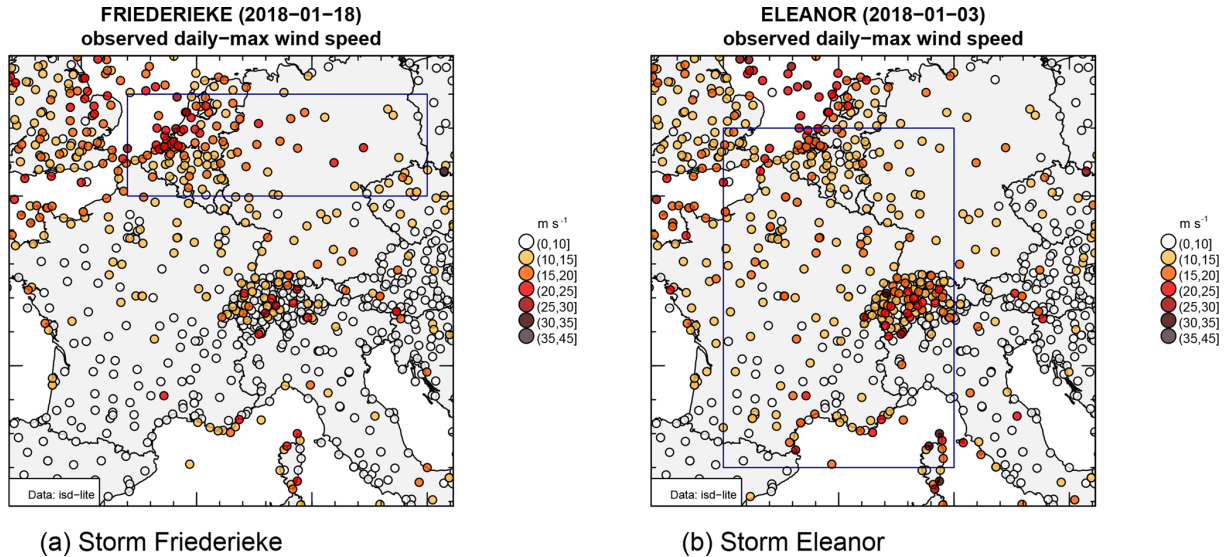 FRIEDERIEKE (2018−01−18)
observed daily−max wind speed
m s⁻¹
(0,10]
(10,15]
(15,20]
(20,25]
(25,30]
(30,35]
(35,45]
Data: isd−lite
(a) Storm Friederieke
ELEANOR (2018−01−03)
observed daily−max wind speed
m s⁻¹
(0,10]
(10,15]
(15,20]
(20,25]
(25,30]
(30,35]
(35,45]
Data: isd−lite
(b) Storm Eleanor